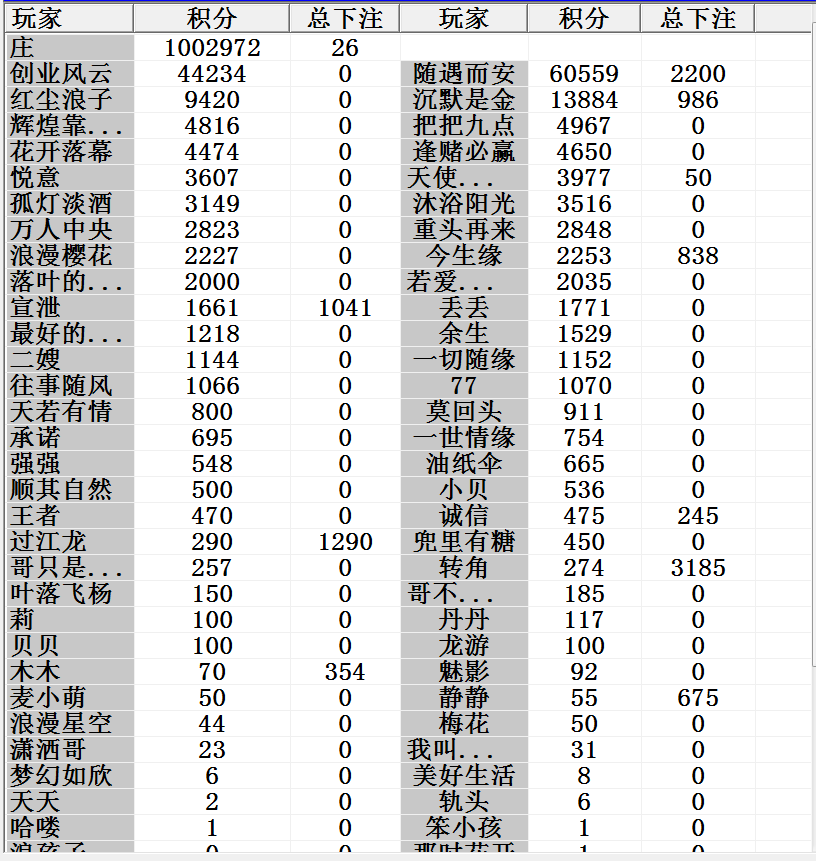 玩家 积分 总下注 玩家 积分 总下注
庄 1002972 26
创业风云 44234 0 随遇而安 60559 2200
红尘浪子 9420 0 沉默是金 13884 986
辉煌靠... 4816 0 把把九点 4967 0
花开落幕 4474 0 逢赌必赢 4650 0
悦意 3607 0 天使... 3977 50
孤灯淡酒 3149 0 沐浴阳光 3516 0
万人中央 2823 0 重头再来 2848 0
浪漫樱花 2227 0 今生缘 2253 838
落叶的... 2000 0 若爱... 2035 0
宣泄 1661 1041 丢丢 1771 0
最好的... 1218 0 余生 1529 0
二嫂 1144 0 一切随缘 1152 0
往事随风 1066 0 77 1070 0
天若有情 800 0 莫回头 911 0
承诺 695 0 一世情缘 754 0
强强 548 0 油纸伞 665 0
顺其自然 500 0 小贝 536 0
王者 470 0 诚信 475 245
过江龙 290 1290 兜里有糖 450 0
哥只是... 257 0 转角 274 3185
叶落飞杨 150 0 哥不... 185 0
莉 100 0 丹丹 117 0
贝贝 100 0 龙游 100 0
木木 70 354 魅影 92 0
麦小萌 50 0 静静 55 675
浪漫星空 44 0 梅花 50 0
潇洒哥 23 0 我叫... 31 0
梦幻如欣 6 0 美好生活 8 0
天天 2 0 轨头 6 0
哈喽 1 0 笨小孩 1 0